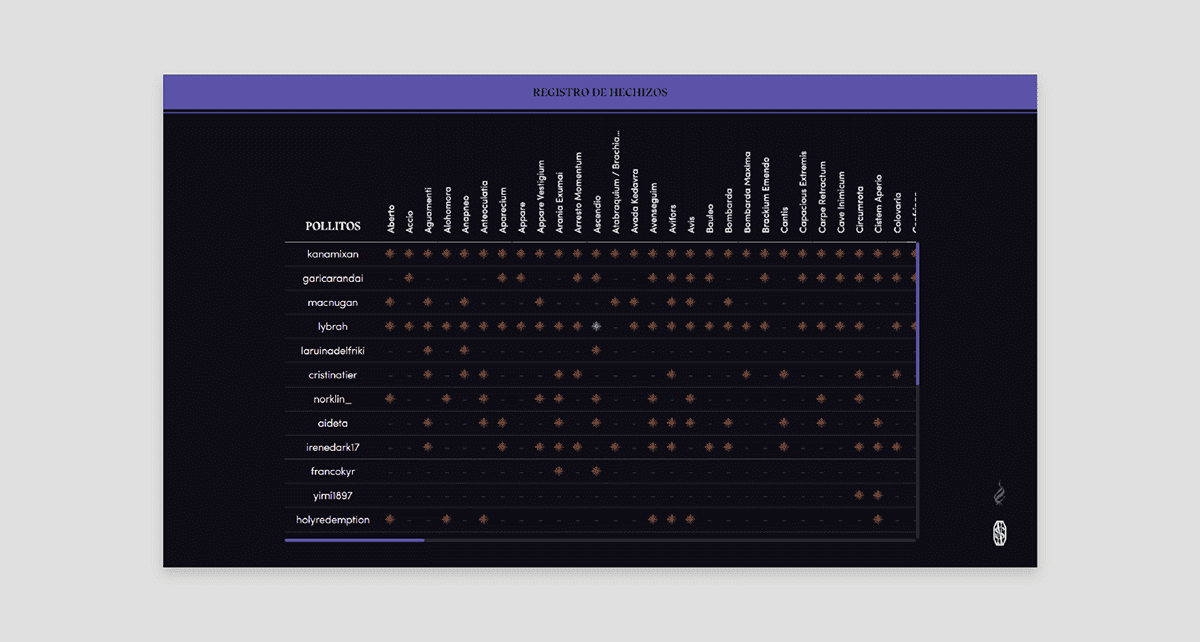 REGISTRO DE HECHIZOS
POLLITOS
Aberto
Accio
Aguamenti
Alohomora
Anapneo
Anteoculatia
Aparecium
Appare
Appare Vestigium
Arania Exumai
Arresto Momentum
Ascendio
Atabraquium / Brachia...
Avada Kedavra
Avenseguim
Avifors
Avis
Bauleo
Bombarda
Bombarda Maxima
Brackium Emendo
Cantis
Capacious Extremis
Carpe Retractum
Cave Inimicum
Circumrota
Cistem Aperio
Colovaria
kanamixan
garicarandai
macnugan
lybrah
laruinadelfriki
cristinatier
norklin_
aideta
irenedark17
francokyr
yimi1897
holyredemption